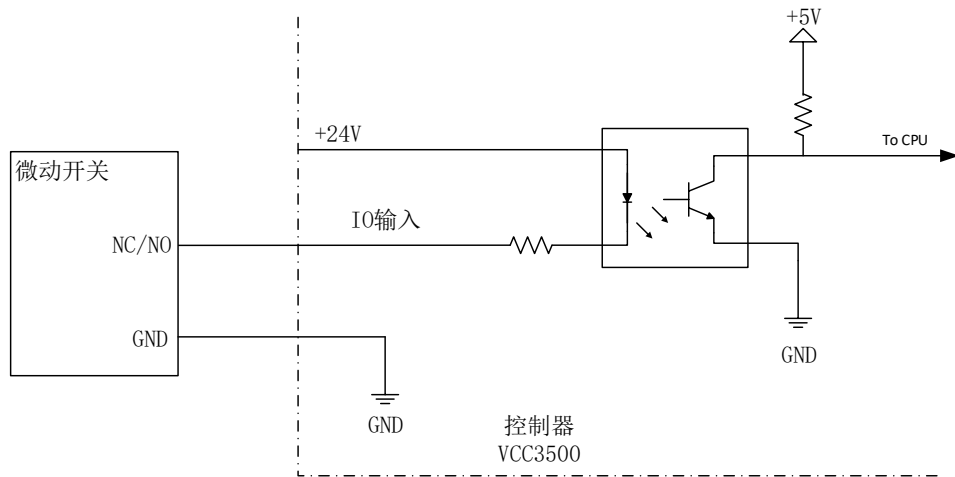 +5V
+24V
To CPU
微动开关
IO输入
NC/NO
GND
GND
GND
控制器
VCC3500